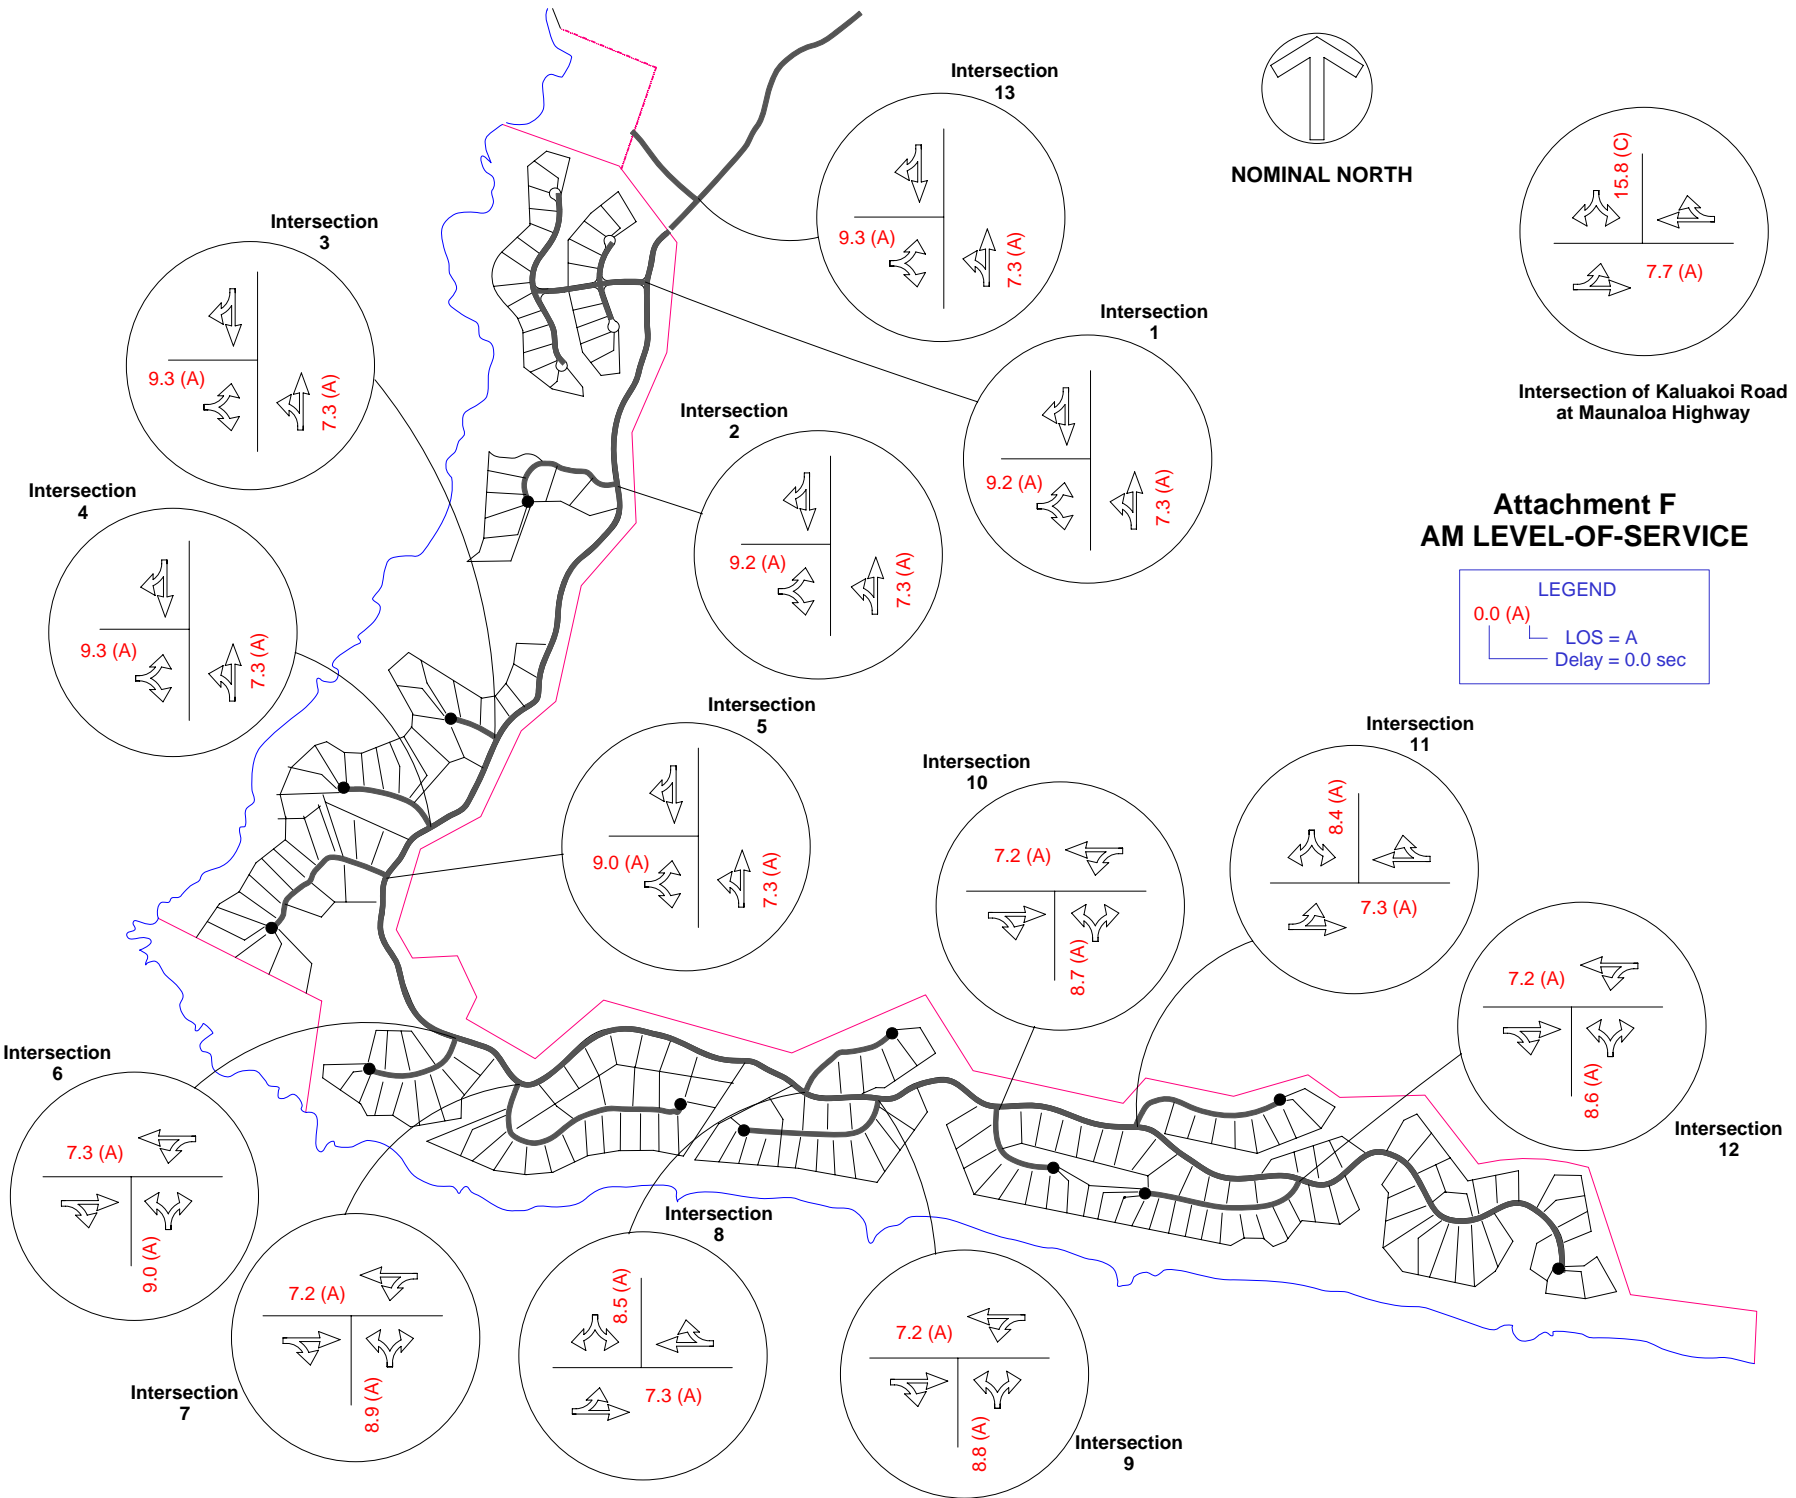 Intersection
13
9.3 (A)
7.3 (A)
NOMINAL NORTH
15.8 (C)
7.7 (A)
Intersection of Kaluakoi Road
at Maunaloa Highway
Intersection
3
9.3 (A)
7.3 (A)
Intersection
1
9.2 (A)
7.3 (A)
Intersection
2
9.2 (A)
7.3 (A)
Intersection
4
9.3 (A)
7.3 (A)
Attachment F
AM LEVEL-OF-SERVICE
LEGEND
0.0 (A)
LOS = A
Delay = 0.0 sec
Intersection
5
9.0 (A)
7.3 (A)
Intersection
10
7.2 (A)
8.7 (A)
Intersection
11
8.4 (A)
7.3 (A)
7.2 (A)
8.6 (A)
Intersection
12
Intersection
6
7.3 (A)
9.0 (A)
7.2 (A)
8.9 (A)
Intersection
7
Intersection
8
8.5 (A)
7.3 (A)
7.2 (A)
8.8 (A)
Intersection
9